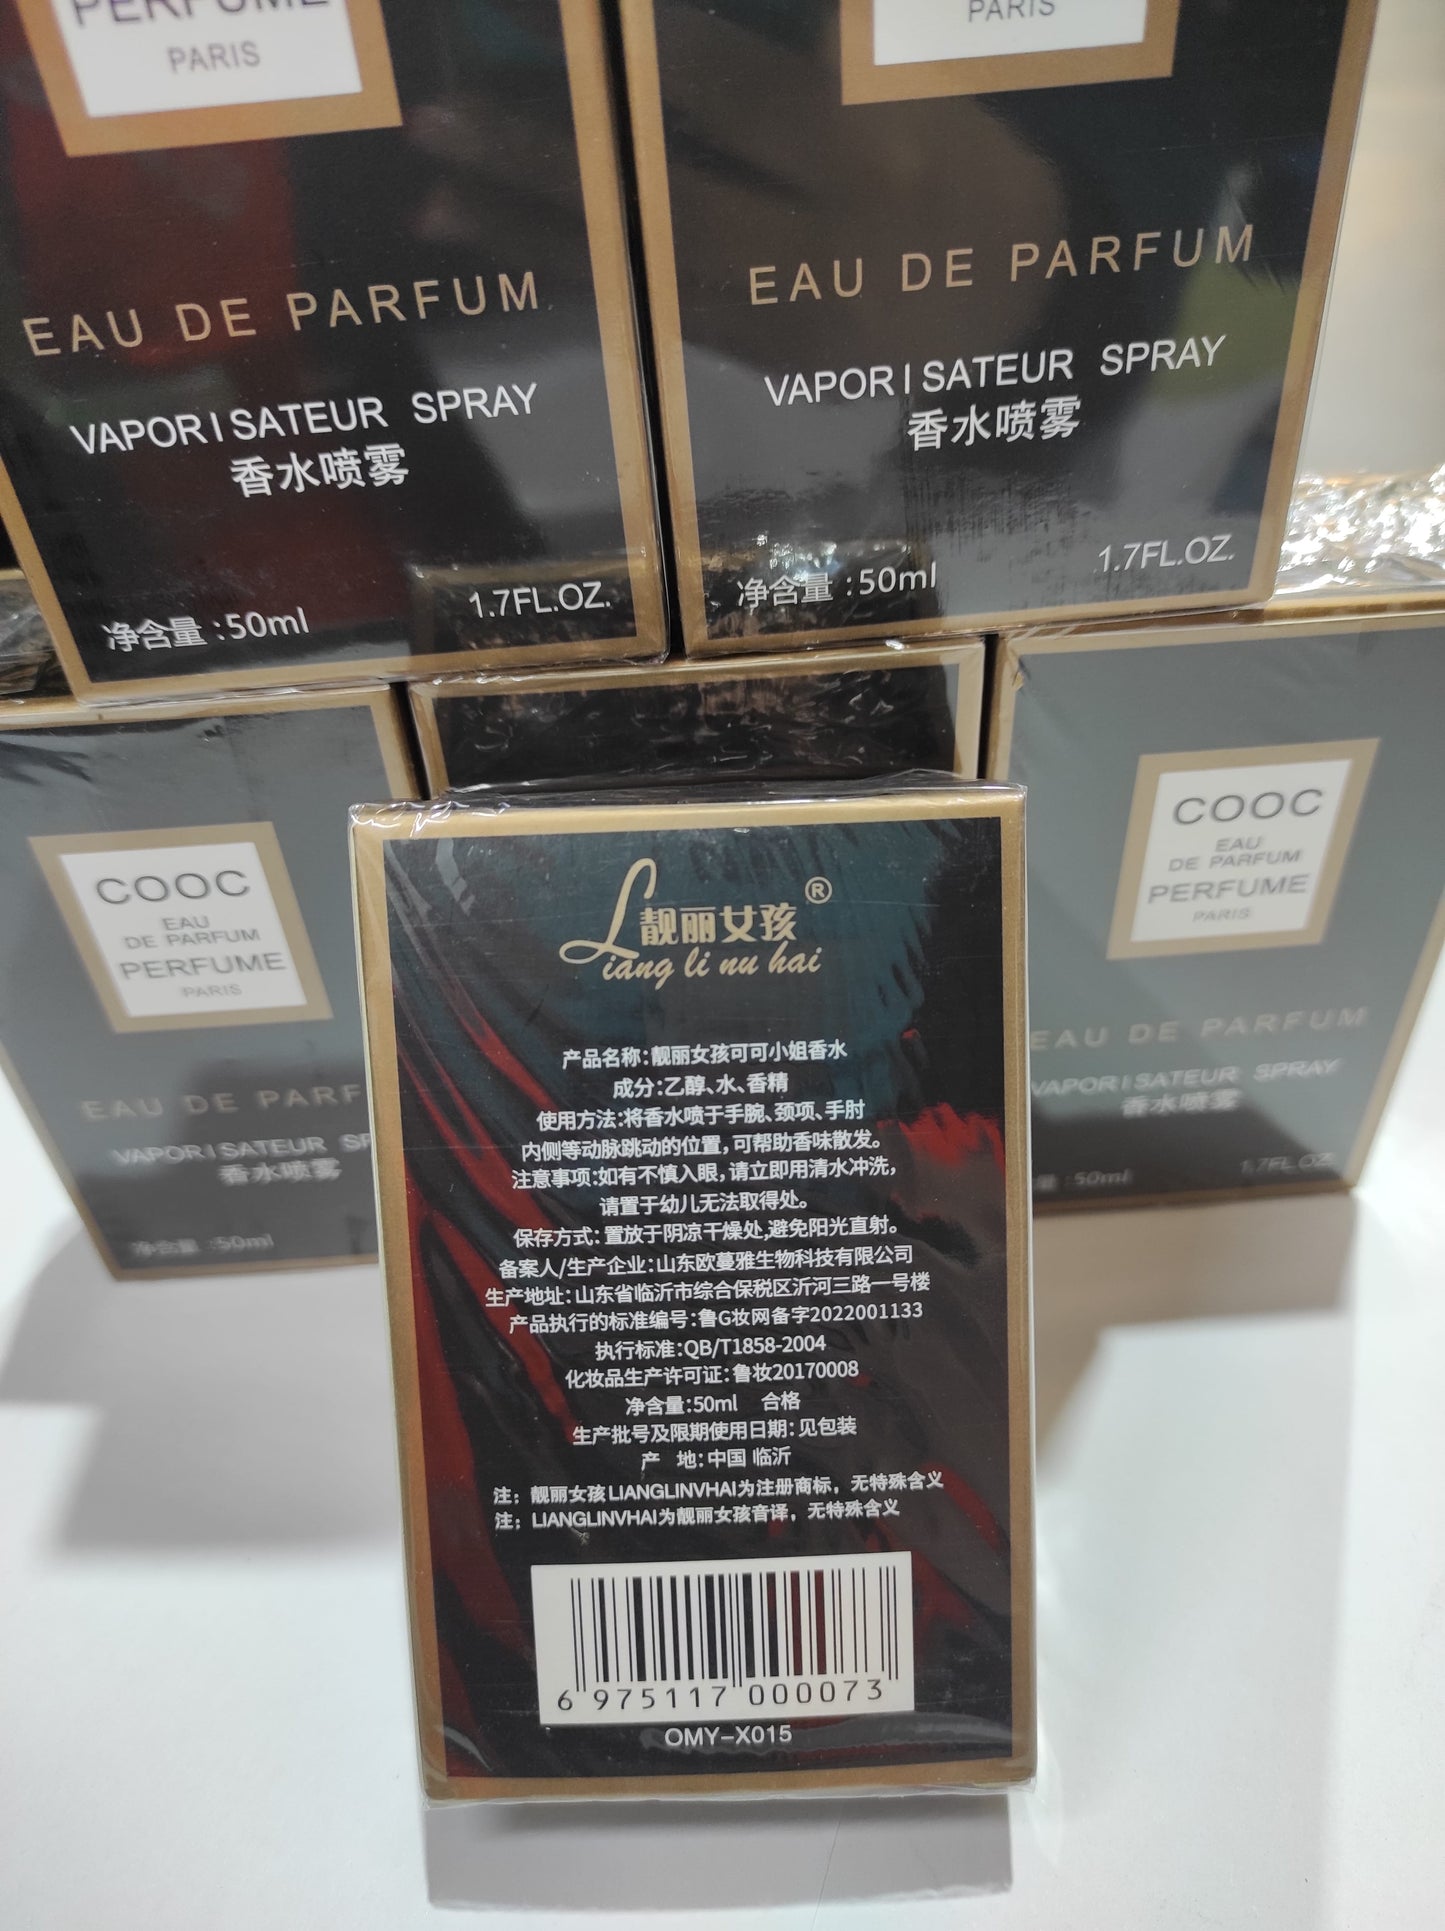 PERFUME
PARIS
EAU DE PARFUM
VAPORISATEUR SPRAY
香水喷雾
净含量:50ml
1.7FL.OZ.
PARIS
EAU DE PARFUM
VAPORISATEUR SPRAY
香水喷雾
净含量:50ml
1.7FL.OZ.
COOC
EAU
DE PARFUM
PERFUME
PARIS
EAU DE PARF
VAPORISATEUR SP
香水喷雾
净含量:50ml
COOC
EAU
DE PARFUM
PERFUME
PARIS
EAU DE PARFUM
VAPORISATEUR SPRAY
香水喷雾
量:50ml
1.7FL.OZ.
靓丽女孩®
Liang li nu hai
产品名称:靓丽女孩可可小姐香水
成分:乙醇、水、香精
使用方法:将香水喷于手腕、颈项、手肘
内侧等动脉跳动的位置,可帮助香味散发。
注意事项:如有不慎入眼,请立即用清水冲洗,
请置于幼儿无法取得处。
保存方式:置放于阴凉干燥处,避免阳光直射。
备案人/生产企业:山东欧蔓雅生物科技有限公司
生产地址:山东省临沂市综合保税区沂河三路一号楼
产品执行的标准编号:鲁G妆网备字2022001133
执行标准:QB/T1858-2004
化妆品生产许可证:鲁妆20170008
净含量:50ml 合格
生产批号及限期使用日期:见包装
产 地:中国 临沂
注:靓丽女孩LIANGLINVHAI为注册商标，无特殊含义
注:LIANGLINVHAI为靓丽女孩音译，无特殊含义
6 975117 000073
OMY-X015